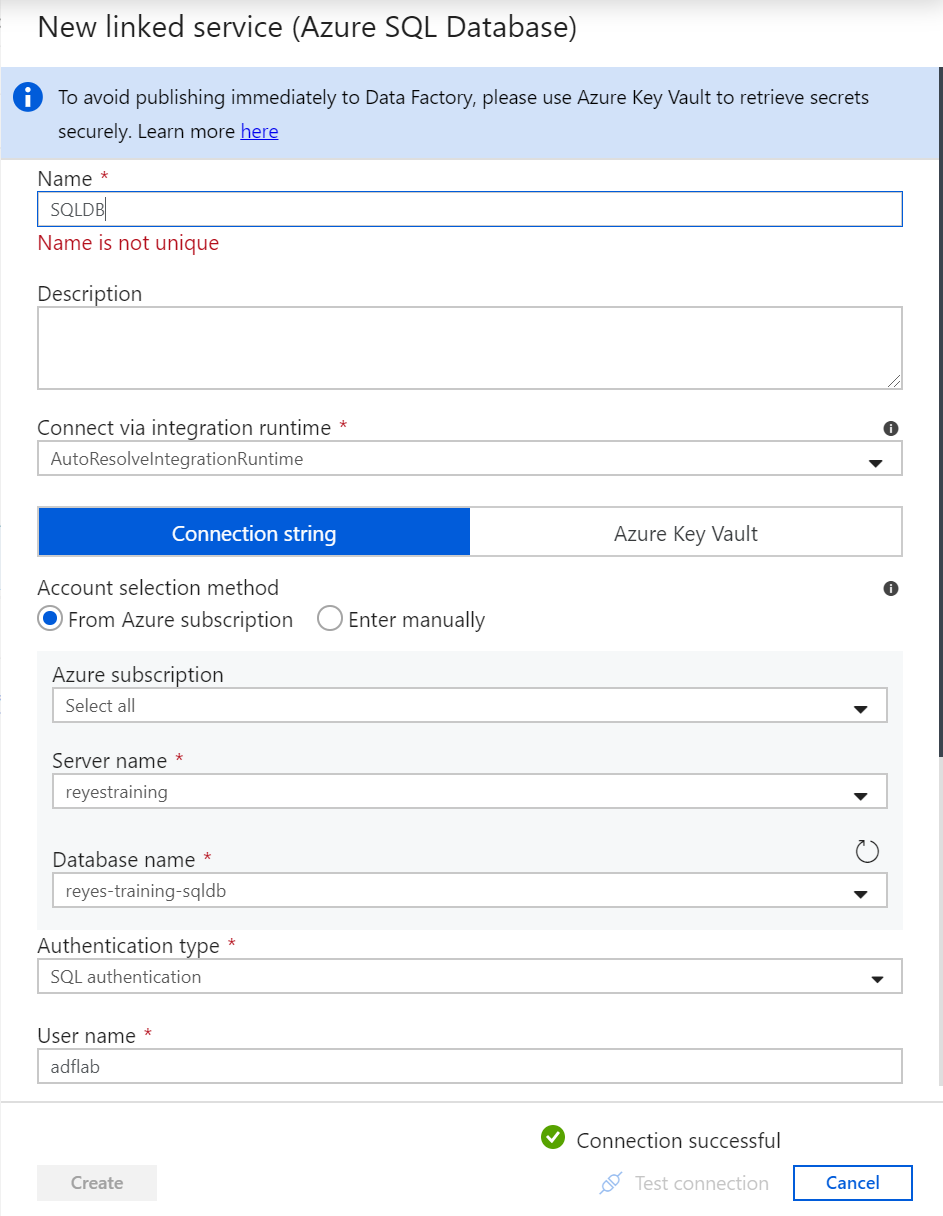 New linked service (Azure SQL Database)
To avoid publishing immediately to Data Factory, please use Azure Key Vault to retrieve secrets
securely. Learn more here
Name *
SQLDB
Name is not unique
Description
Connect via integration runtime *
AutoResolveIntegrationRuntime
Connection string
Azure Key Vault
Account selection method
From Azure subscription
Enter manually
Azure subscription
Select all
Server name *
reyestraining
Database name *
reyes-training-sqldb
Authentication type *
SQL authentication
User name *
adflab
Connection successful
Create
Test connection
Cancel